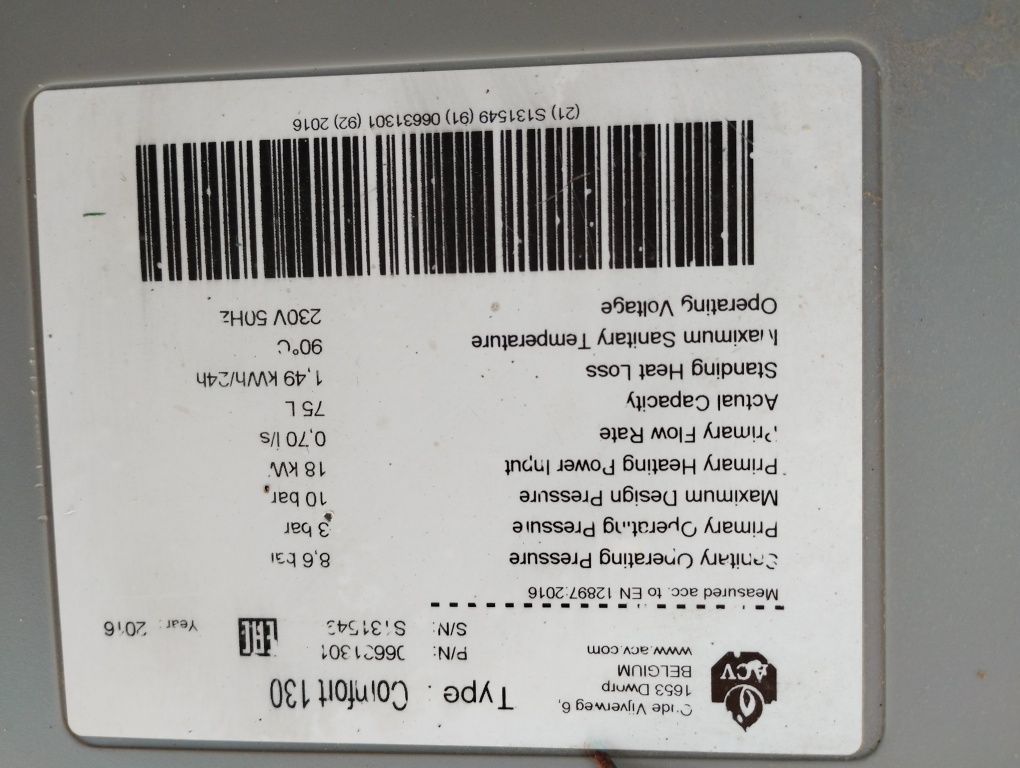 ACV
Oude Vijverweg 6,
1653 Dworp
BELGIUM
www.acv.com
Type : Comfort 130
P/N: 06631301
S/N: S131549
EAC
Year : 2016
Measured acc. to EN 12897:2016
Sanitary Operating Pressure 8,6 bar
Primary Operating Pressure 3 bar
Maximum Design Pressure 10 bar
Primary Heating Power Input 18 kW
Primary Flow Rate 0,70 l/s
Actual Capacity 75 L
Standing Heat Loss 1,49 kWh/24h
Maximum Sanitary Temperature 90°C
Operating Voltage 230V 50Hz
(21) S131549 (91) 06631301 (92) 2016